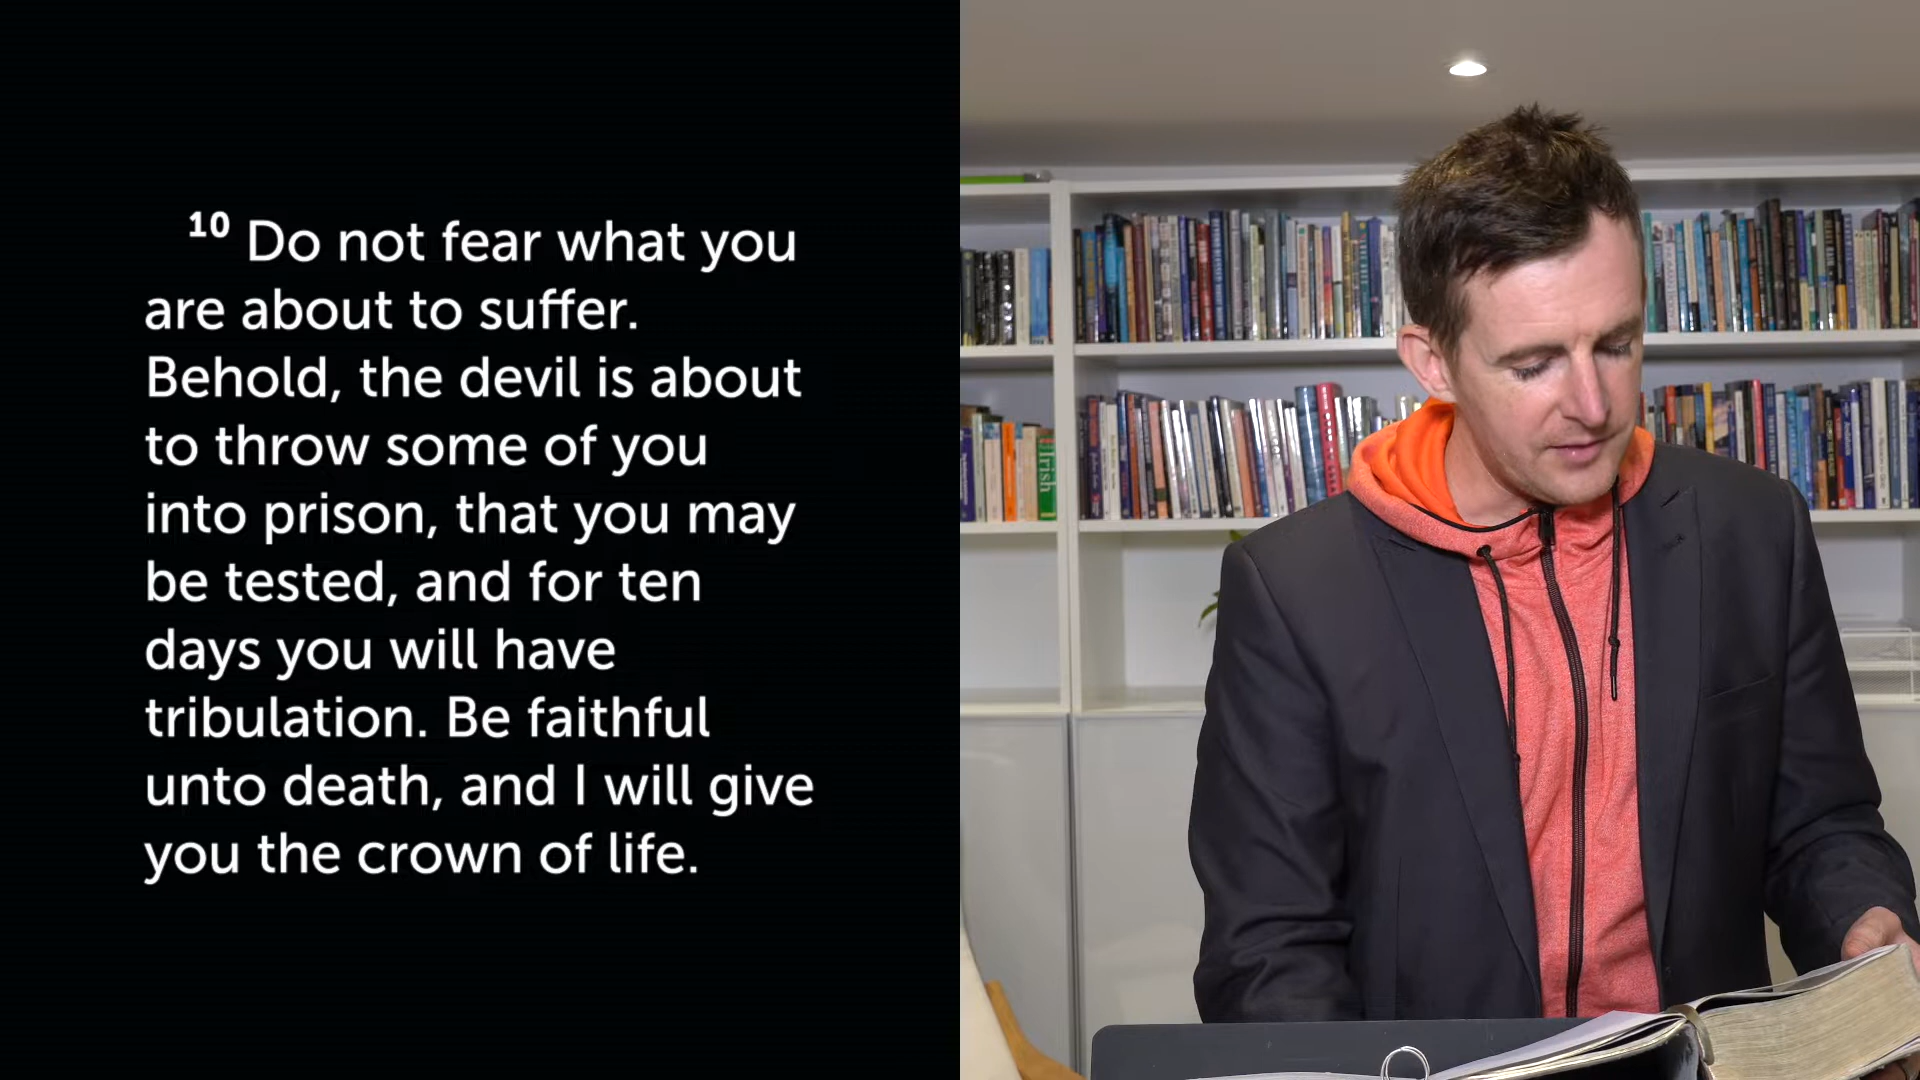 10 Do not fear what you
are about to suffer.
Behold, the devil is about
to throw some of you
into prison, that you may
be tested, and for ten
days you will have
tribulation. Be faithful
unto death, and I will give
you the crown of life.
Irish